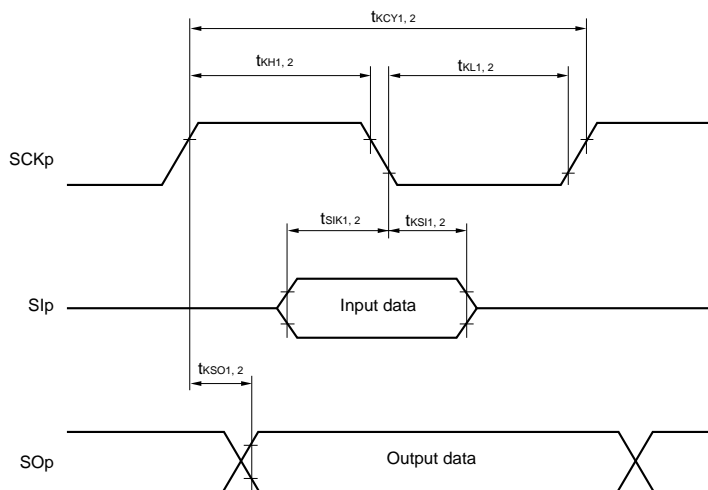 tKCY1, 2
tKH1, 2
tKL1, 2
SCKp
tSIK1, 2
tKSI1, 2
SIp
Input data
tKSO1, 2
SOp
Output data